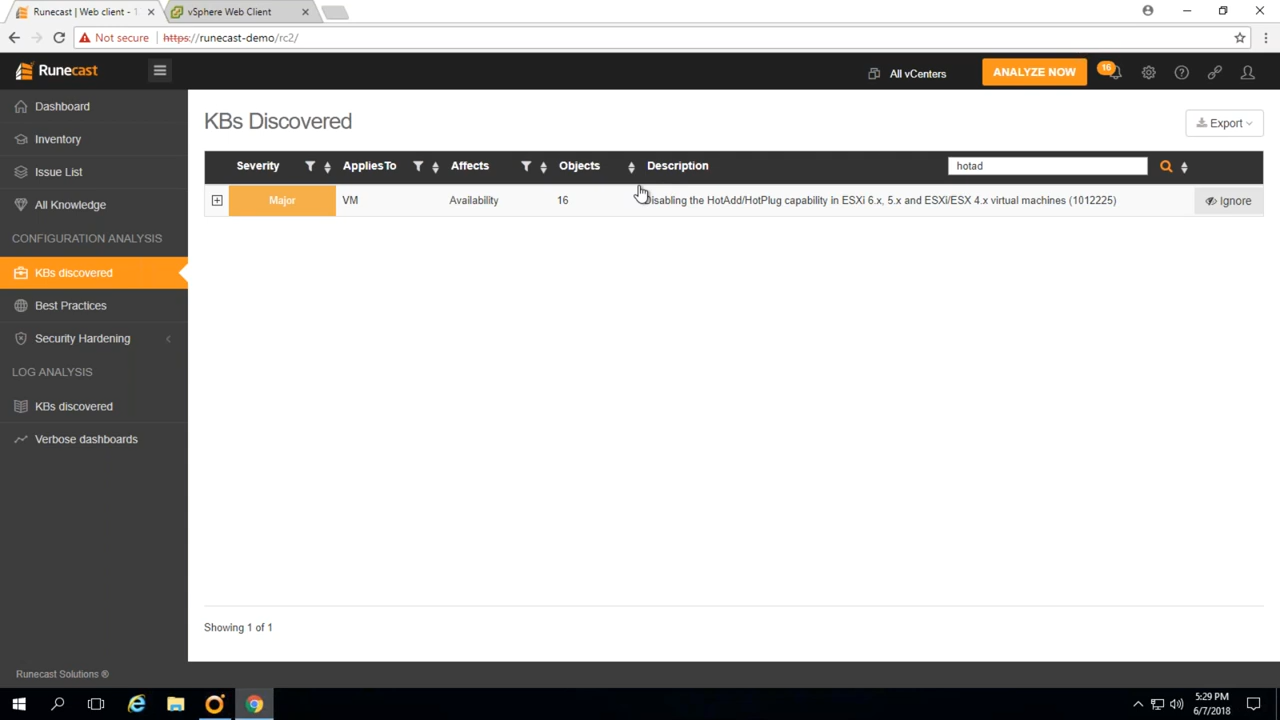 Runecast | Web client - 1
vSphere Web Client
Not secure
https://runecast-demo/rc2/
Runecast
All vCenters
ANALYZE NOW
16
Dashboard
Inventory
Issue List
All Knowledge
CONFIGURATION ANALYSIS
KBs discovered
Best Practices
Security Hardening
LOG ANALYSIS
KBs discovered
Verbose dashboards
Runecast Solutions ®
KBs Discovered
Export
Severity AppliesTo Affects Objects Description hotad
Major VM Availability 16 Disabling the HotAdd/HotPlug capability in ESXi 6.x, 5.x and ESXi/ESX 4.x virtual machines (1012225) Ignore
Showing 1 of 1
5:29 PM
6/7/2018